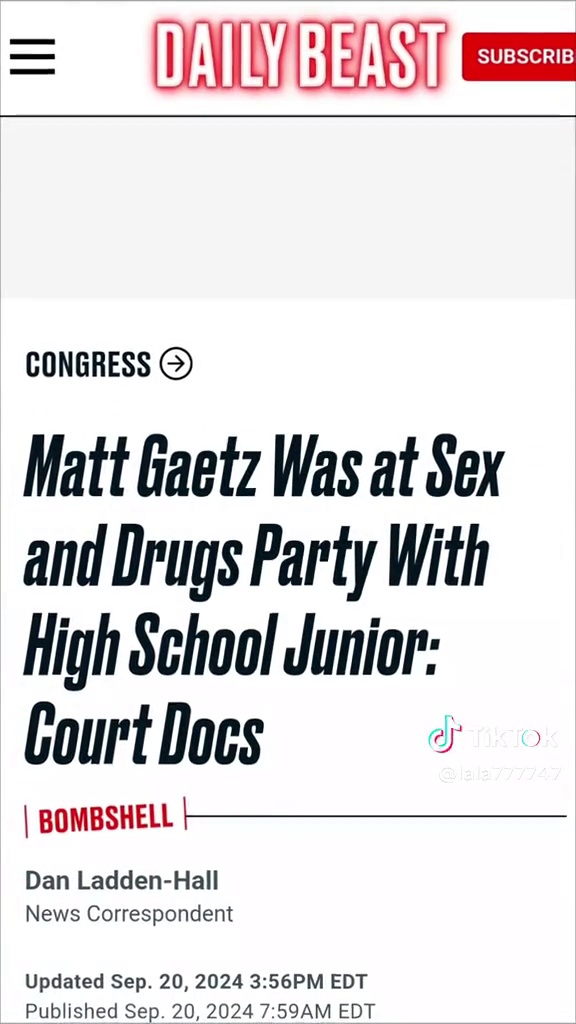 DAILY BEAST
SUBSCRIB
CONGRESS
Matt Gaetz Was at Sex
and Drugs Party With
High School Junior:
Court Docs
TikTok
@lala777747
BOMBSHELL
Dan Ladden-Hall
News Correspondent
Updated Sep. 20, 2024 3:56PM EDT
Published Sep. 20, 2024 7:59AM EDT